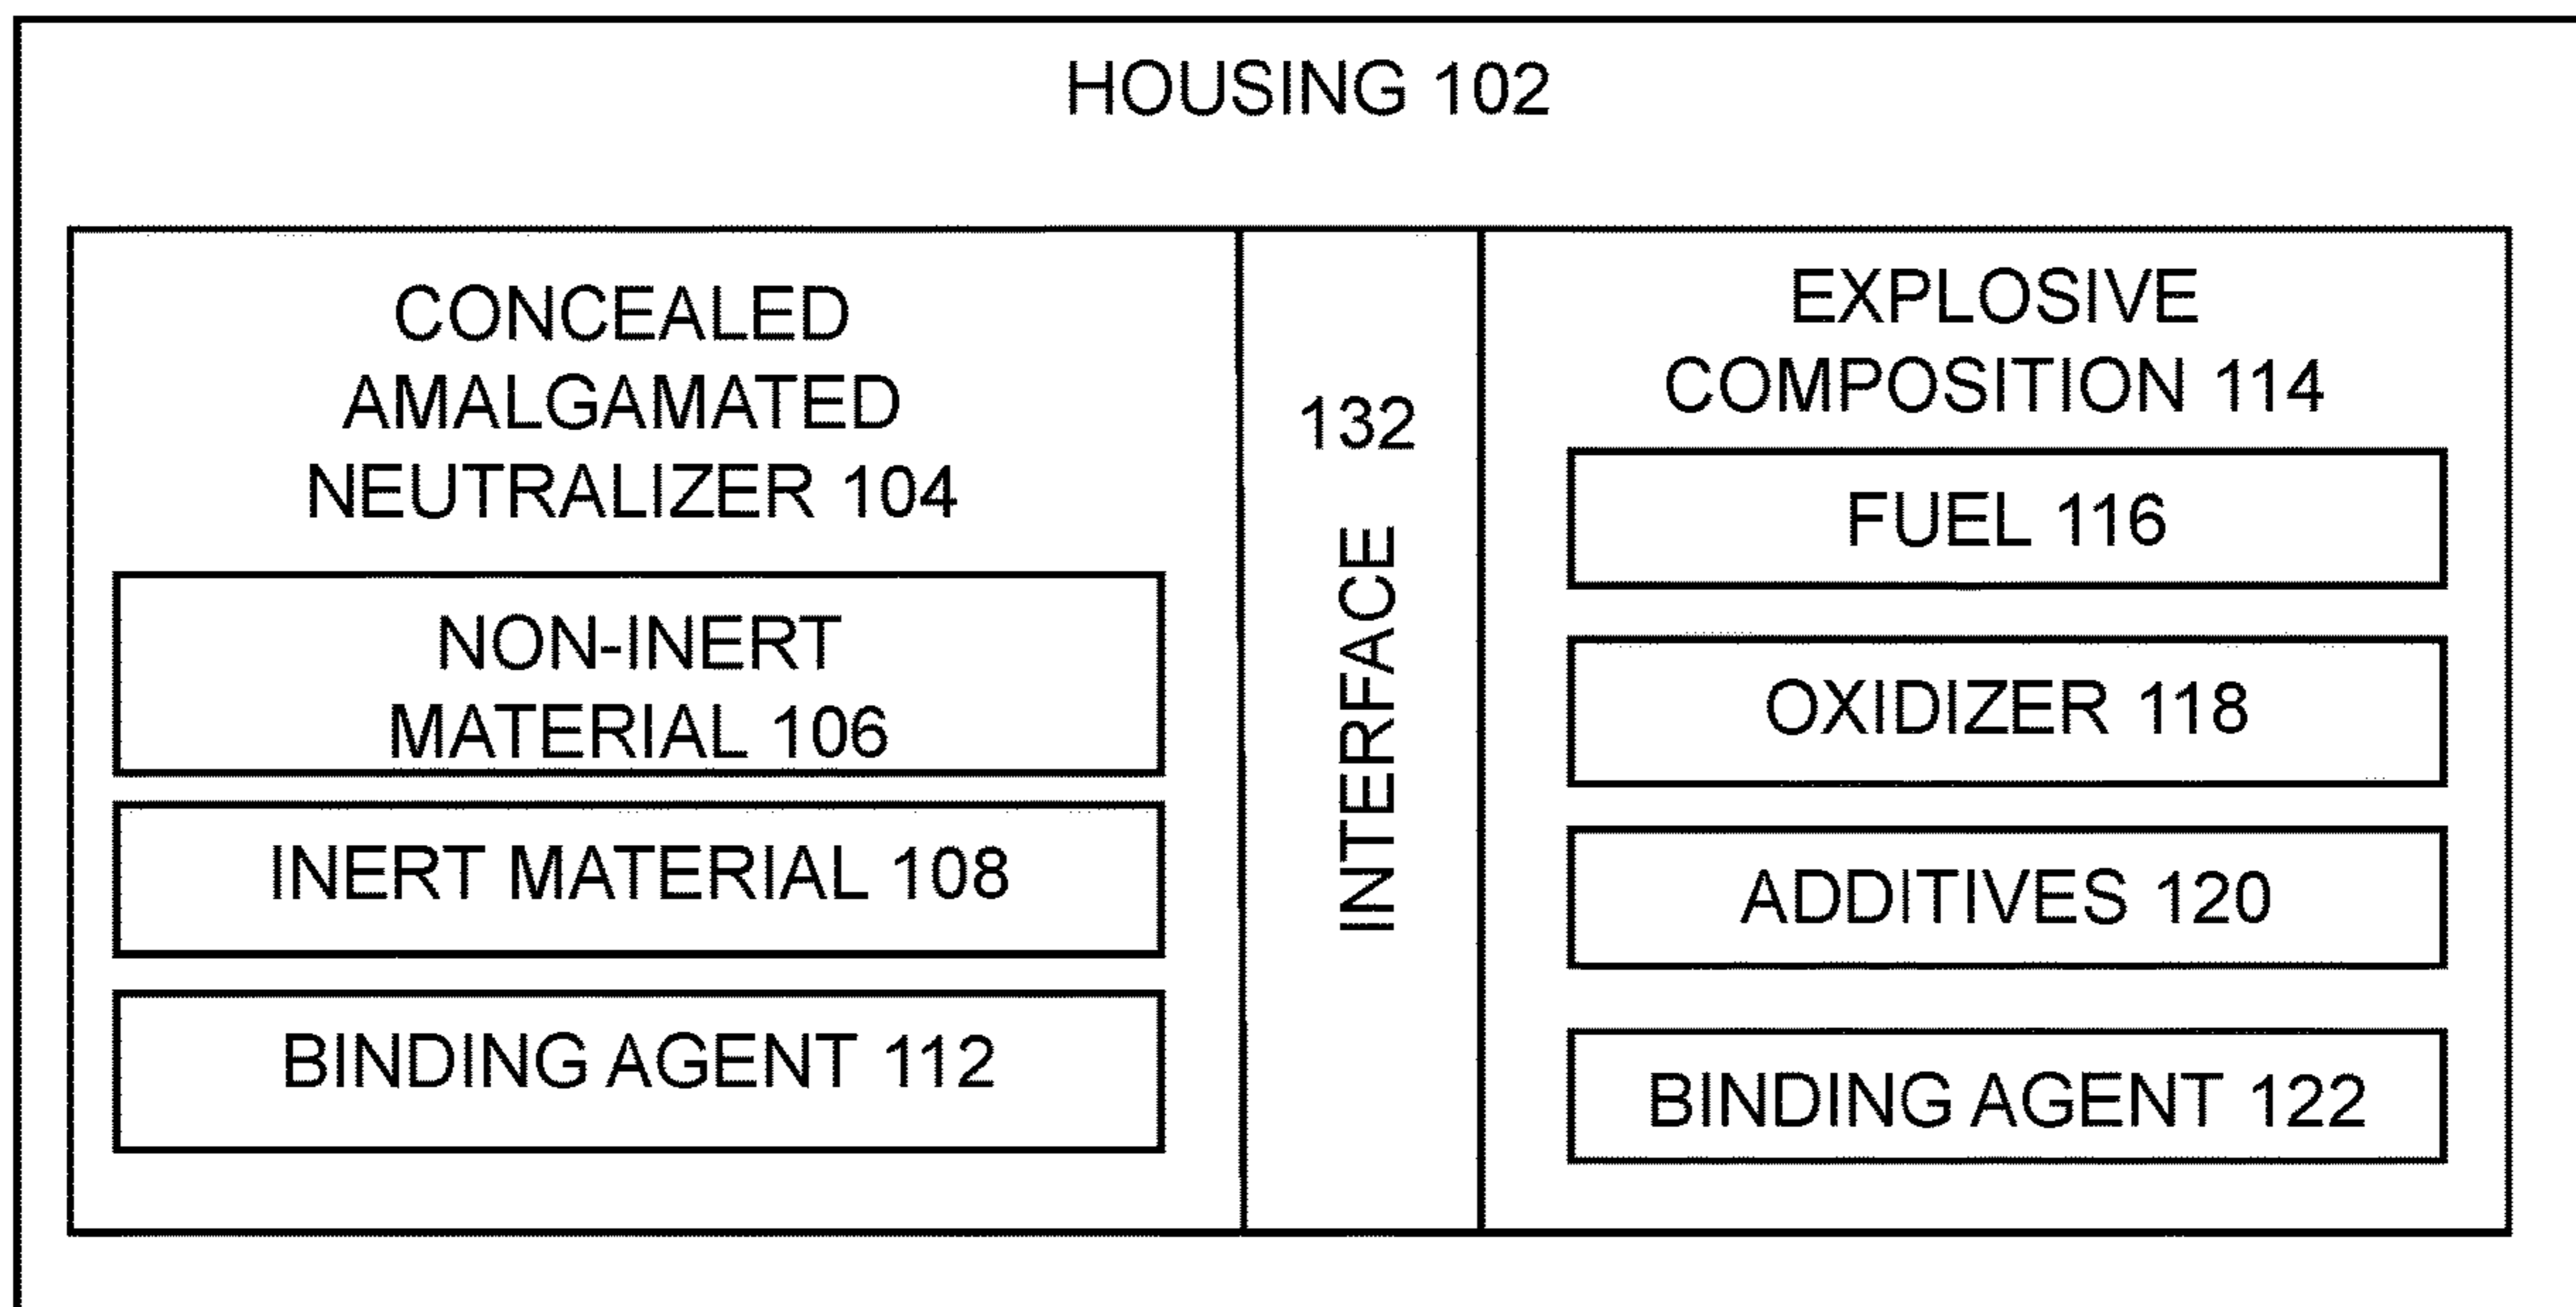 HOUSING 102
CONCEALED
AMALGAMATED
NEUTRALIZER 104
NON-INERT
MATERIAL 106
INERT MATERIAL 108
BINDING AGENT 112
INTERFACE 132
EXPLOSIVE
COMPOSITION 114
FUEL 116
OXIDIZER 118
ADDITIVES 120
BINDING AGENT 122